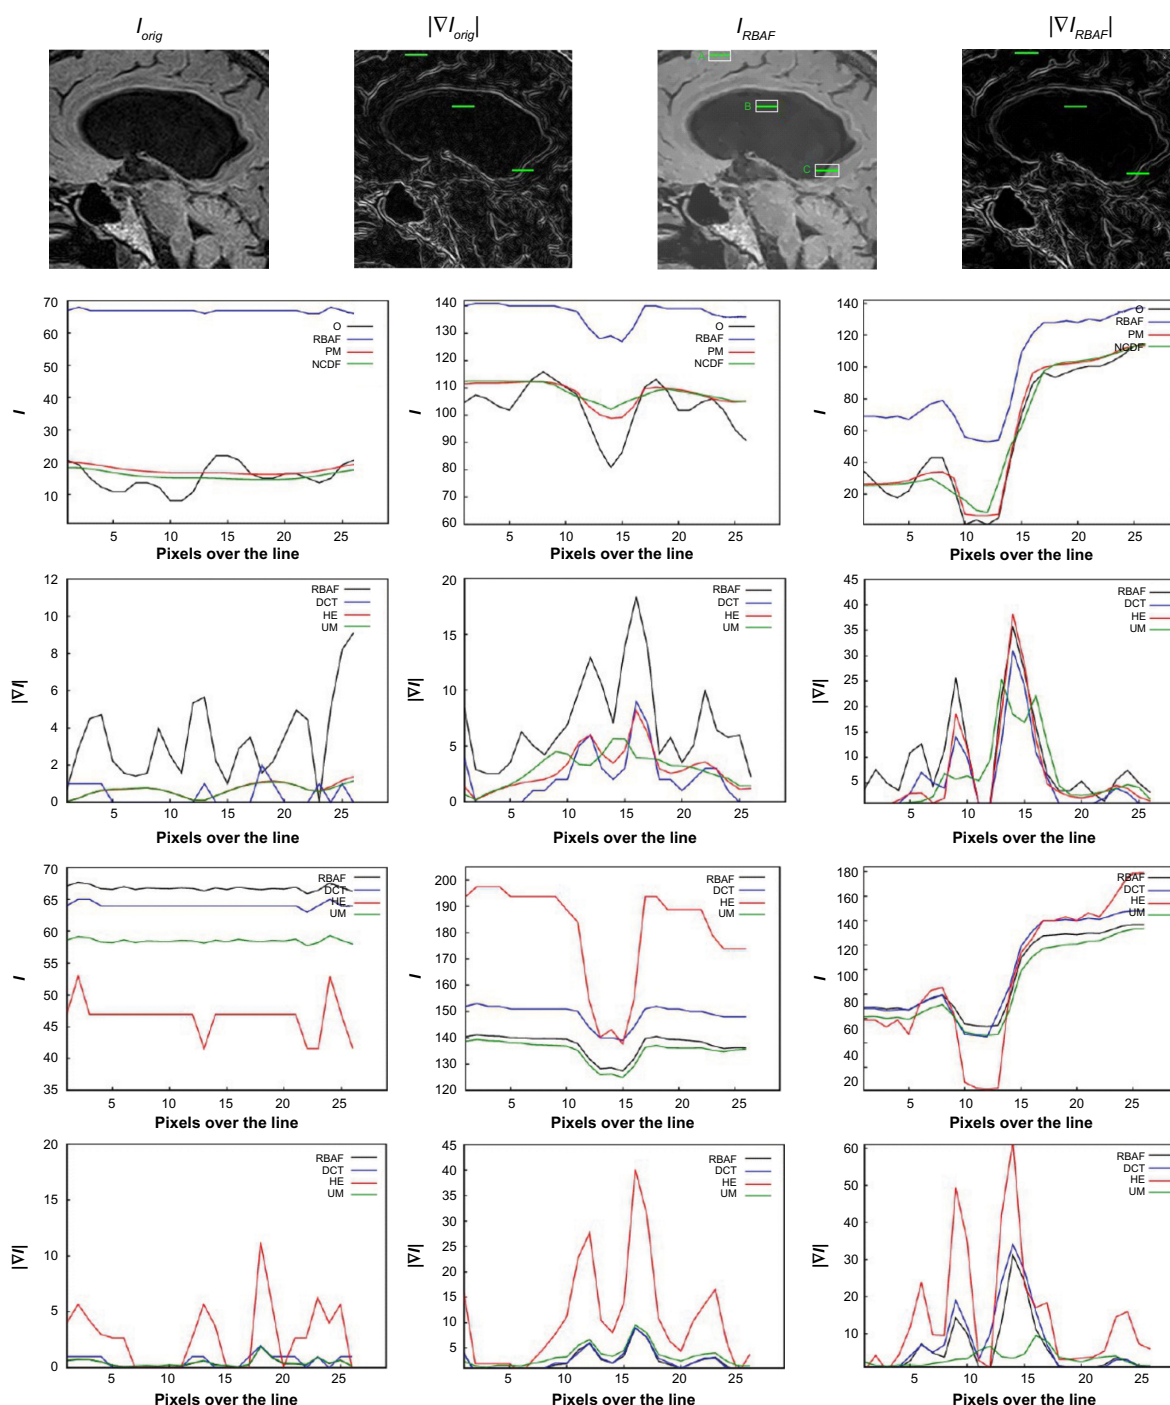 I_orig |∇I_orig| I_RBAF |∇I_RBAF|
B
C
70 60 50 40 30 20 10
I
O
RBAF
PM
NCDF
5 10 15 20 25
Pixels over the line
140 130 120 110 100 90 80 70 60
O
RBAF
PM
NCDF
I
5 10 15 20 25
Pixels over the line
140 120 100 80 60 40 20
O
RBAF
PM
NCDF
I
5 10 15 20 25
Pixels over the line
12 10 8 6 4 2 0
|∇I|
RBAF
DCT
HE
UM
5 10 15 20 25
Pixels over the line
20 15 10 5 0
|∇I|
RBAF
DCT
HE
UM
5 10 15 20 25
Pixels over the line
45 40 35 30 25 20 15 10 5
|∇I|
RBAF
DCT
HE
UM
5 10 15 20 25
Pixels over the line
70 65 60 55 50 45 40 35
I
RBAF
DCT
HE
UM
5 10 15 20 25
Pixels over the line
200 190 180 170 160 150 140 130 120
I
RBAF
DCT
HE
UM
5 10 15 20 25
Pixels over the line
180 160 140 120 100 80 60 40 20
I
RBAF
DCT
HE
UM
5 10 15 20 25
Pixels over the line
20 15 10 5 0
|∇I|
RBAF
DCT
HE
UM
5 10 15 20 25
Pixels over the line
45 40 35 30 25 20 15 10 5
|∇I|
RBAF
DCT
HE
UM
5 10 15 20 25
Pixels over the line
60 50 40 30 20 10
|∇I|
RBAF
DCT
HE
UM
5 10 15 20 25
Pixels over the line